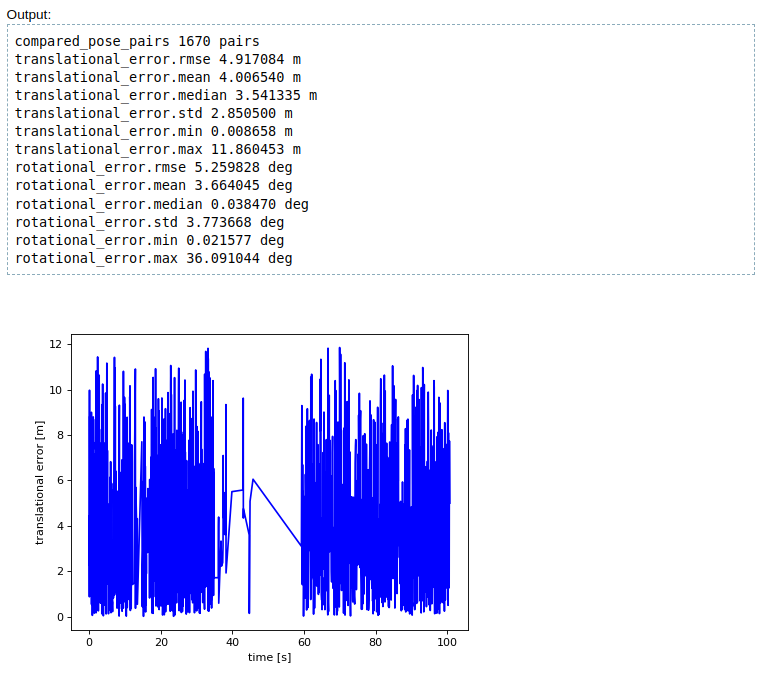 Output:
compared_pose_pairs 1670 pairs
translational_error.rmse 4.917084 m
translational_error.mean 4.006540 m
translational_error.median 3.541335 m
translational_error.std 2.850500 m
translational_error.min 0.008658 m
translational_error.max 11.860453 m
rotational_error.rmse 5.259828 deg
rotational_error.mean 3.664045 deg
rotational_error.median 0.038470 deg
rotational_error.std 3.773668 deg
rotational_error.min 0.021577 deg
rotational_error.max 36.091044 deg
12
10
8
6
4
2
0
translational error [m]
0 20 40 60 80 100
time [s]